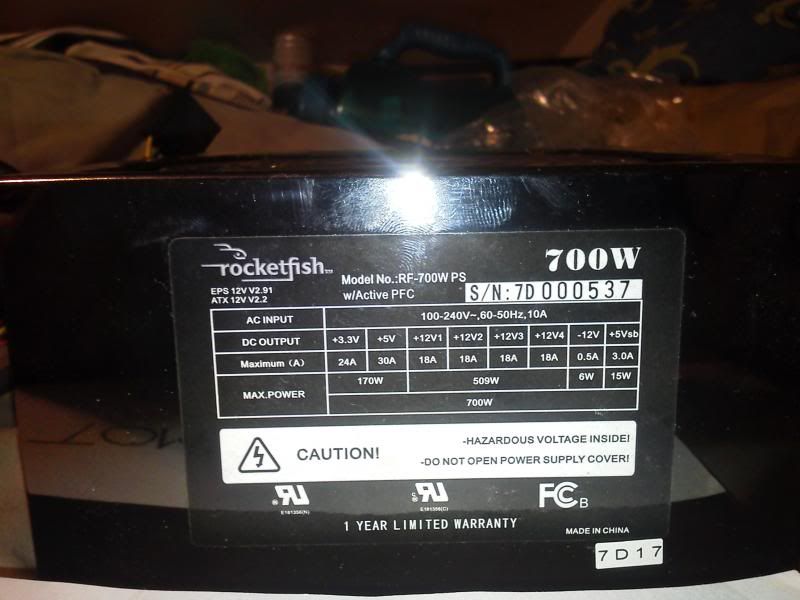 rocketfish™
700W
Model No.:RF-700W PS
EPS 12V V2.91
ATX 12V V2.2
w/Active PFC
S/N:7D000537
AC INPUT 100-240V~,60-50Hz,10A
DC OUTPUT +3.3V +5V +12V1 +12V2 +12V3 +12V4 -12V +5Vsb
Maximum (A) 24A 30A 18A 18A 18A 18A 0.5A 3.0A
MAX.POWER 170W 509W 6W 15W
700W
CAUTION!
-HAZARDOUS VOLTAGE INSIDE!
-DO NOT OPEN POWER SUPPLY COVER!
E181356(N)
E181356(C)
FC B
1 YEAR LIMITED WARRANTY
MADE IN CHINA
7D17